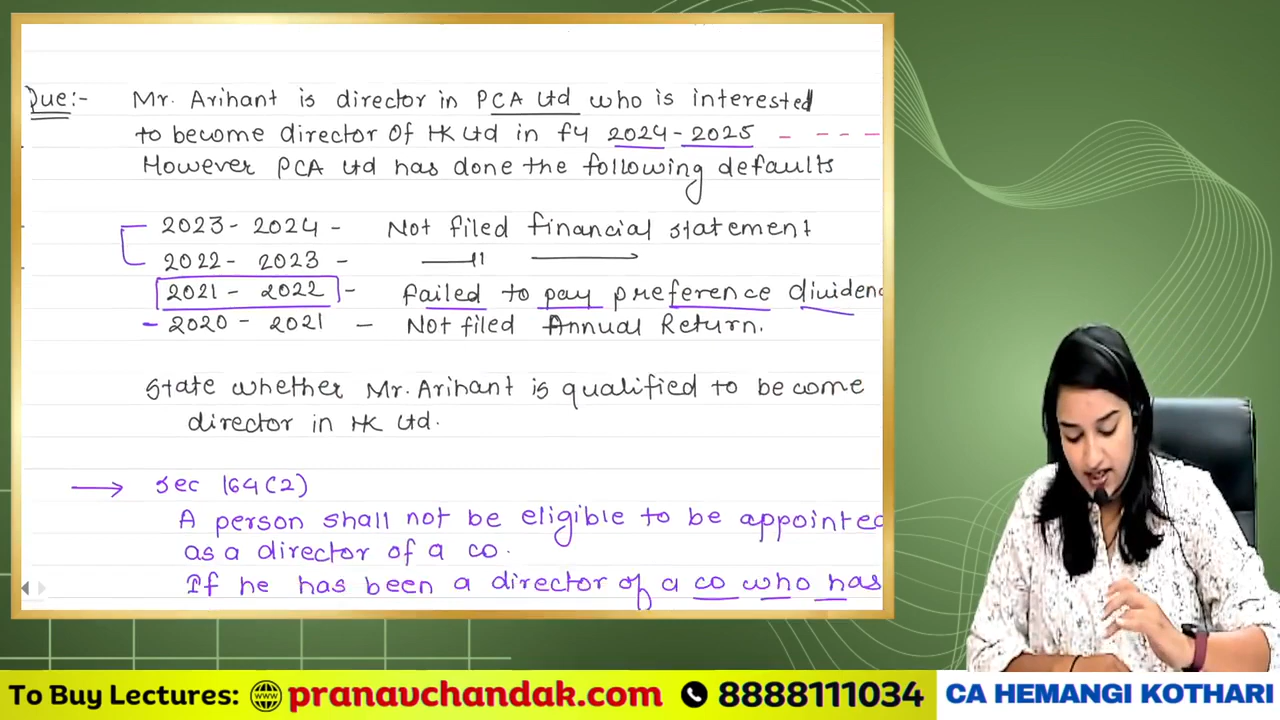 Que:- Mr. Arihant is director in PCA Ltd who is interested
to become director of HK Ltd in fy 2024-2025 - - - -
However PCA Ltd has done the following defaults
2023-2024 - Not filed financial statement
2022-2023 - —11— ——>
2021-2022 - failed to pay preference dividend
- 2020-2021 - Not filed Annual Return.
State whether Mr. Arihant is qualified to become
director in HK Ltd.
→ sec 164(2)
A person shall not be eligible to be appointed
as a director of a co.
If he has been a director of a co who has
To Buy Lectures: pranavchandak.com 8888111034 CA HEMANGI KOTHARI